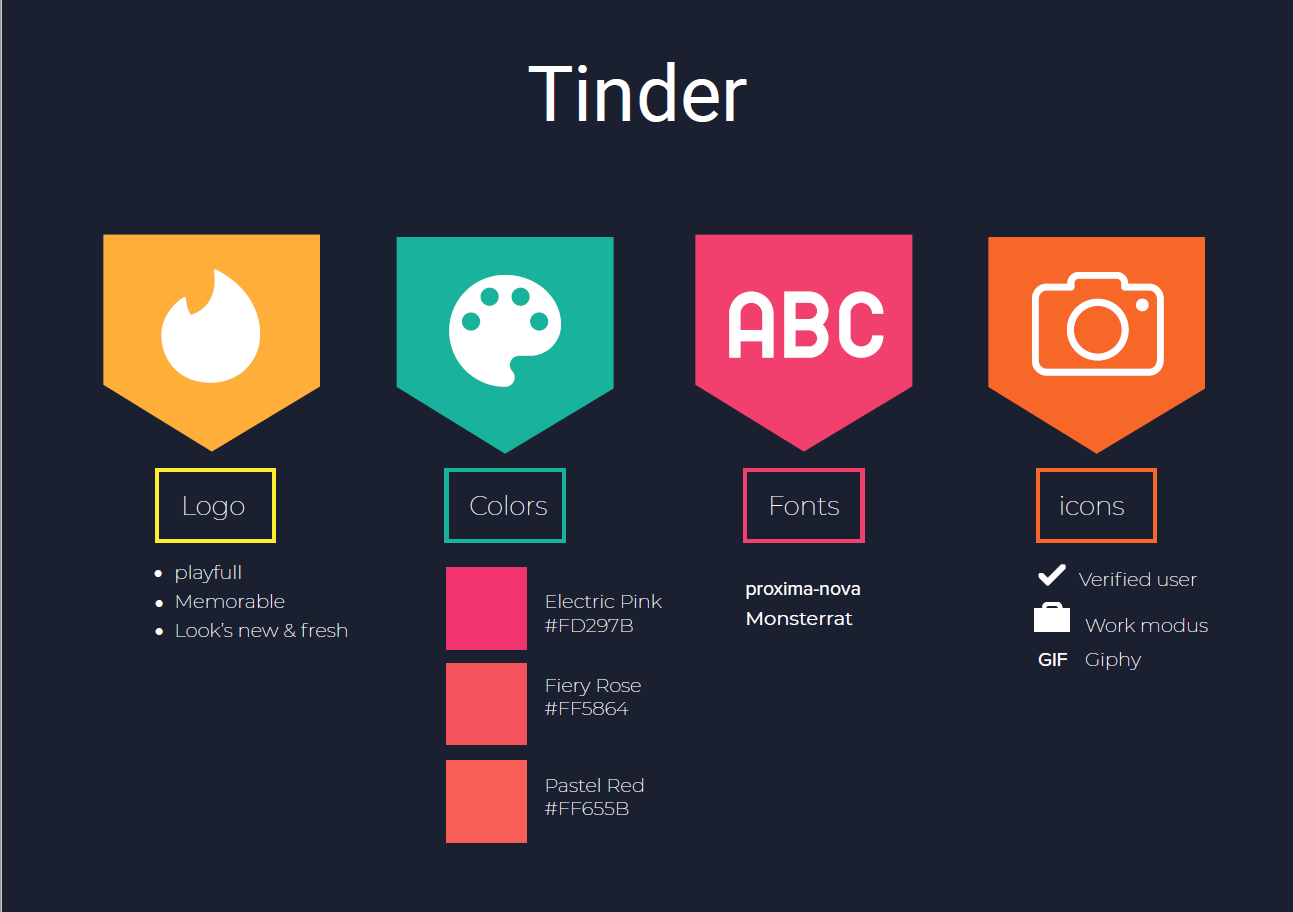 Tinder
ABC
Logo
Colors
Fonts
icons
• playfull
• Memorable
• Look's new & fresh
Electric Pink
#FD297B
Fiery Rose
#FF5864
Pastel Red
#FF655B
proxima-nova
Monsterrat
Verified user
Work modus
GIF Giphy